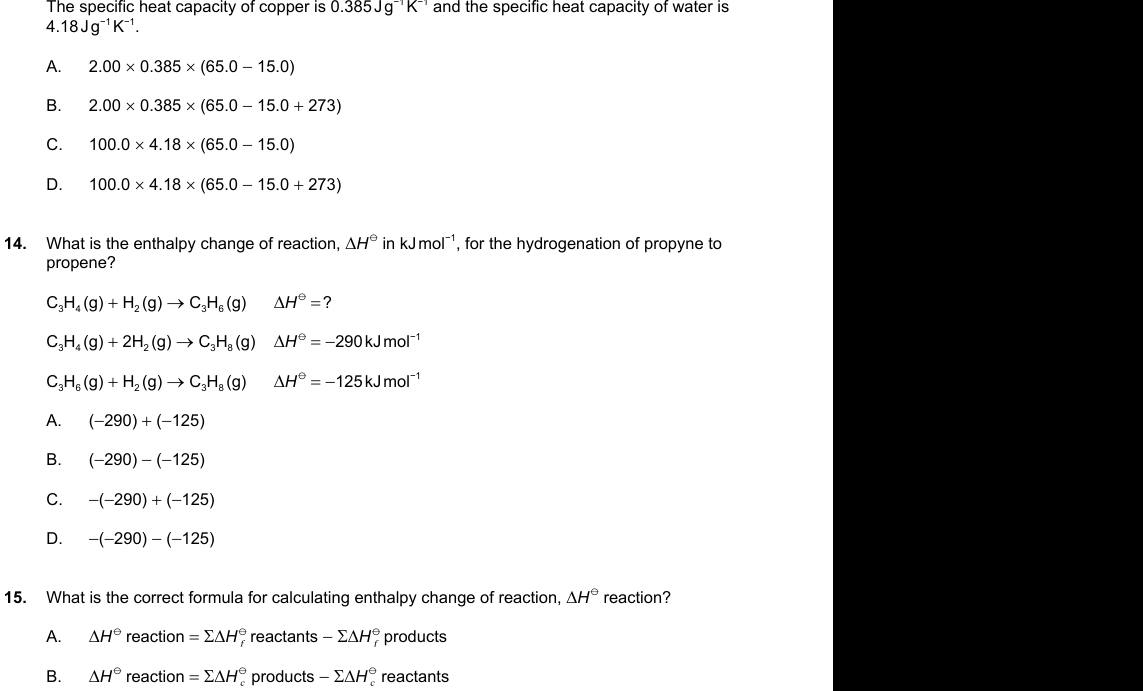 The specific heat capacity of copper is 0.385 J g⁻¹ K⁻¹ and the specific heat capacity of water is
4.18 J g⁻¹ K⁻¹.
A. 2.00 × 0.385 × (65.0 – 15.0)
B. 2.00 × 0.385 × (65.0 – 15.0 + 273)
C. 100.0 × 4.18 × (65.0 – 15.0)
D. 100.0 × 4.18 × (65.0 – 15.0 + 273)
14. What is the enthalpy change of reaction, ΔH⊖ in kJ mol⁻¹, for the hydrogenation of propyne to
propene?
C₃H₄ (g) + H₂ (g) → C₃H₆ (g) ΔH⊖ = ?
C₃H₄ (g) + 2H₂ (g) → C₃H₈ (g) ΔH⊖ = –290 kJ mol⁻¹
C₃H₆ (g) + H₂ (g) → C₃H₈ (g) ΔH⊖ = –125 kJ mol⁻¹
A. (–290) + (–125)
B. (–290) – (–125)
C. –(–290) + (–125)
D. –(–290) – (–125)
15. What is the correct formula for calculating enthalpy change of reaction, ΔH⊖ reaction?
A. ΔH⊖ reaction = ΣΔH⊖f reactants – ΣΔH⊖f products
B. ΔH⊖ reaction = ΣΔH⊖c products – ΣΔH⊖c reactants